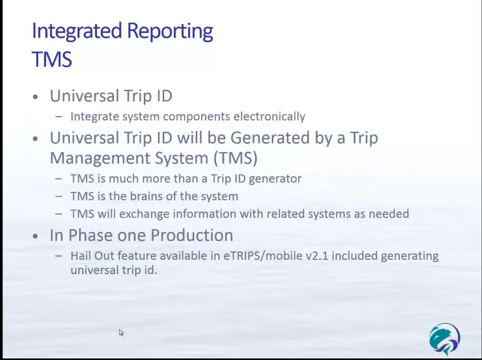 Integrated Reporting
TMS
• Universal Trip ID
– Integrate system components electronically
• Universal Trip ID will be Generated by a Trip
Management System (TMS)
– TMS is much more than a Trip ID generator
– TMS is the brains of the system
– TMS will exchange information with related systems as needed
• In Phase one Production
– Hail Out feature available in eTRIPS/mobile v2.1 included generating
universal trip id.